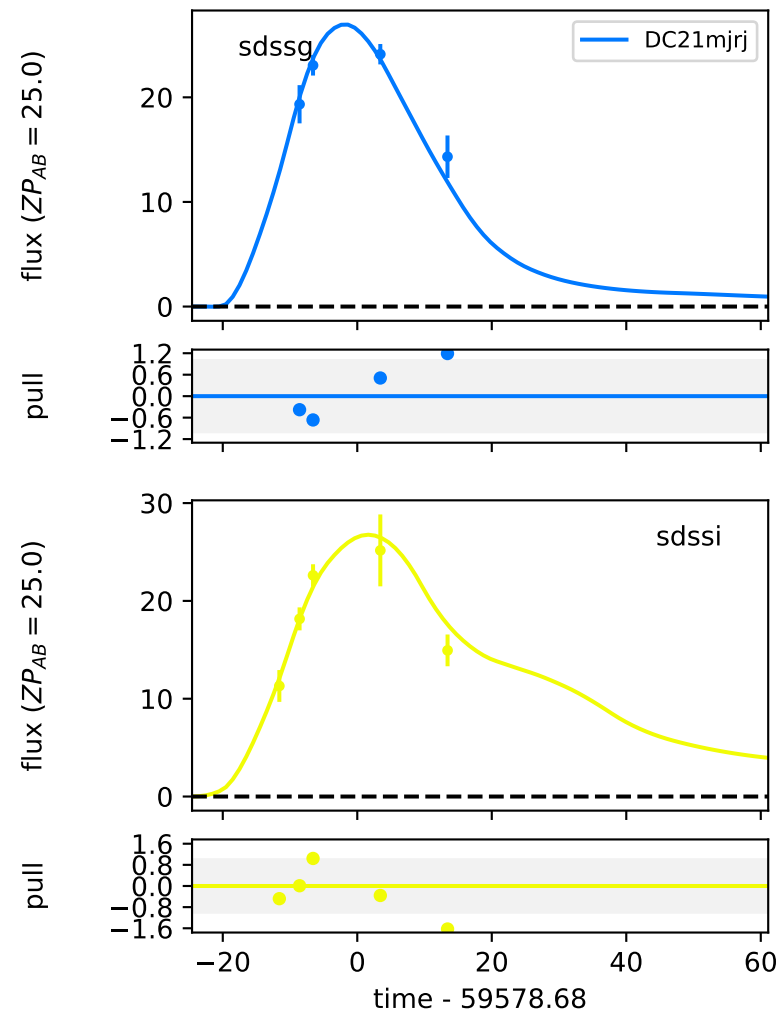 sdssg
DC21mjrj
flux (ZP_AB = 25.0)
20
10
0
pull
1.2
0.6
0.0
−0.6
−1.2
sdssi
flux (ZP_AB = 25.0)
30
20
10
0
pull
1.6
0.8
0.0
−0.8
−1.6
−20 0 20 40 60
time - 59578.68